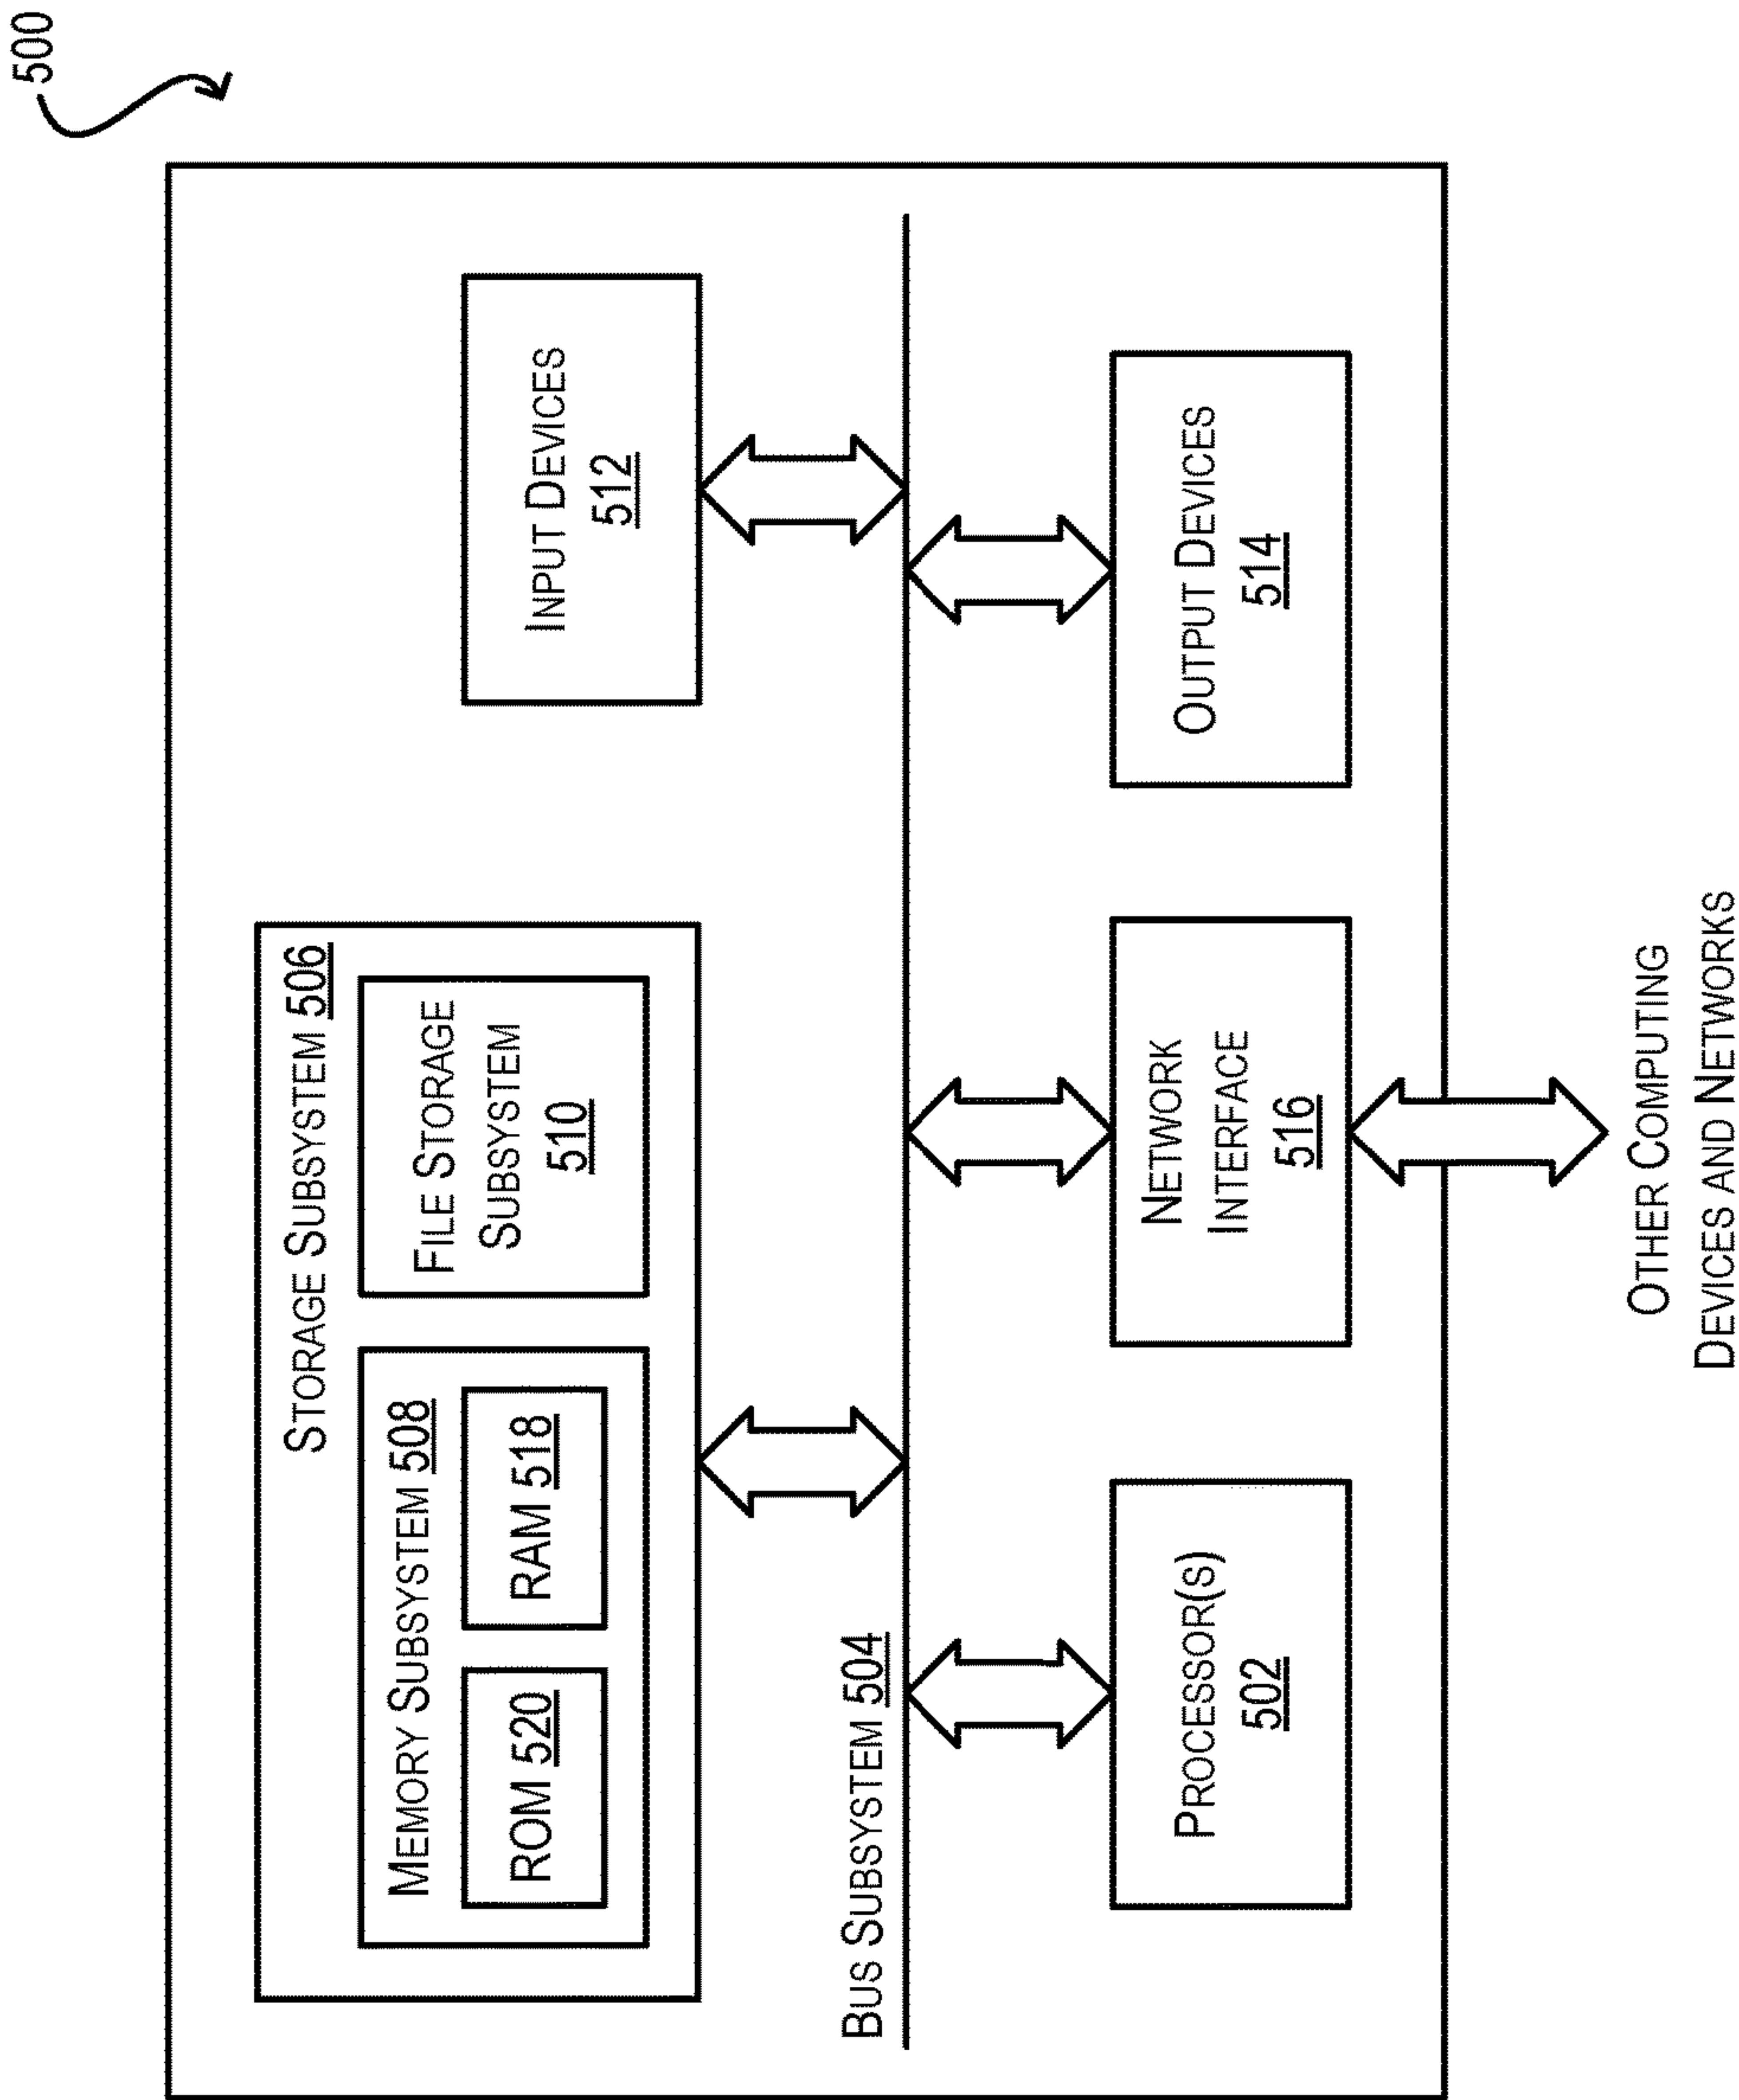 500
STORAGE SUBSYSTEM 506
MEMORY SUBSYSTEM 508
ROM 520
RAM 518
FILE STORAGE
SUBSYSTEM
510
INPUT DEVICES
512
BUS SUBSYSTEM 504
PROCESSOR(S)
502
NETWORK
INTERFACE
516
OUTPUT DEVICES
514
OTHER COMPUTING
DEVICES AND NETWORKS